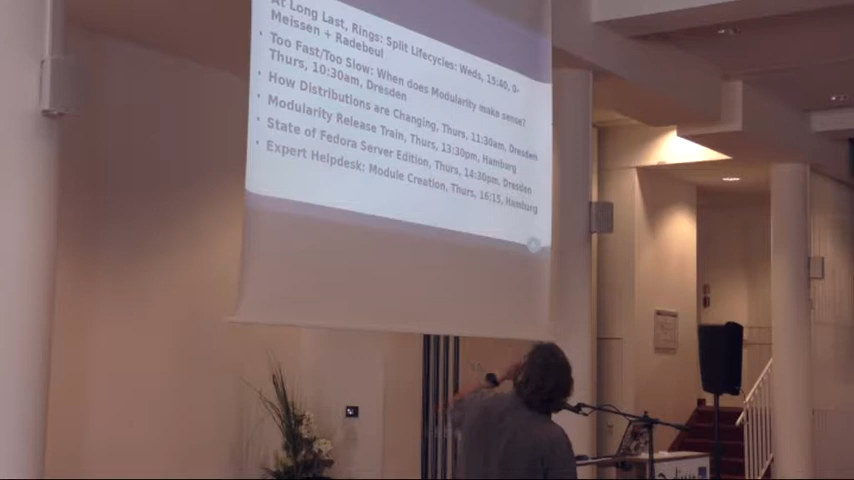 At Long Last, Rings: Split Lifecycles: Weds, 15:40, 0-
Meissen + Radebeul
• Too Fast/Too Slow: When does Modularity make sense?
Thurs, 10:30am, Dresden
• How Distributions are Changing, Thurs, 11:30am, Dresden
• Modularity Release Train, Thurs, 13:30pm, Hamburg
• State of Fedora Server Edition, Thurs, 14:30pm, Dresden
• Expert Helpdesk: Module Creation, Thurs, 16:15, Hamburg